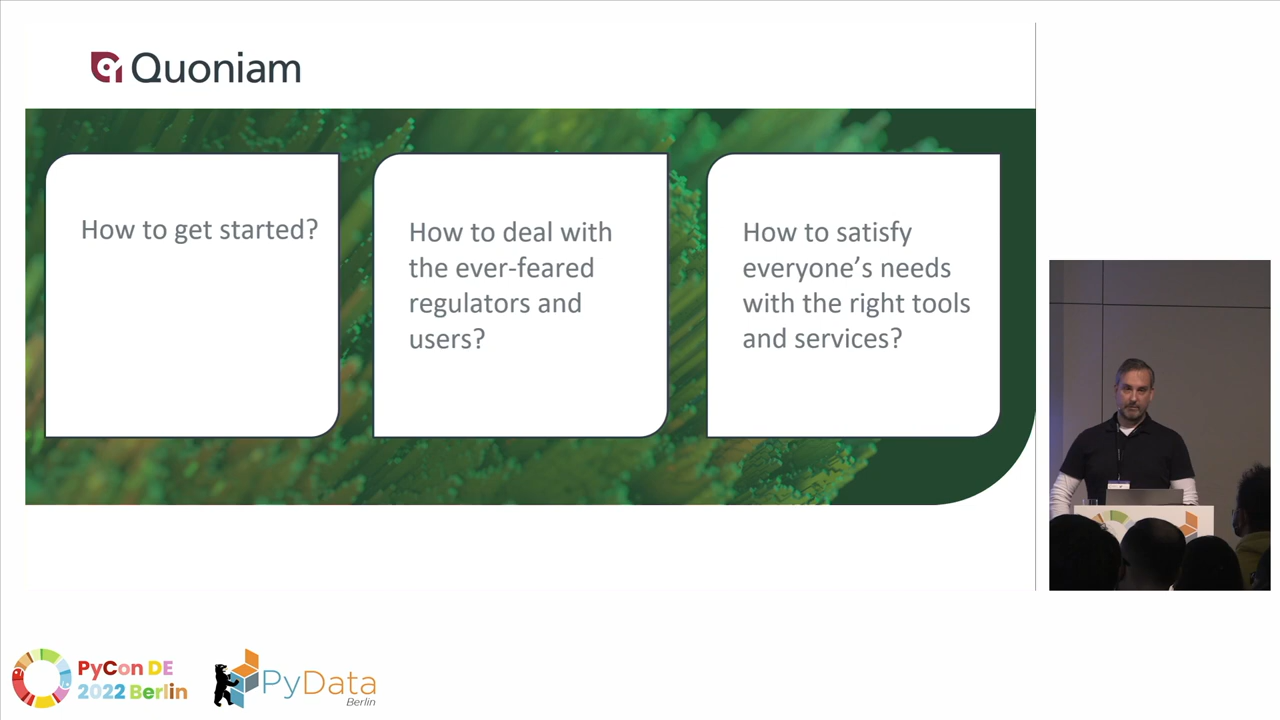 Quoniam
How to get started?
How to deal with
the ever-feared
regulators and
users?
How to satisfy
everyone’s needs
with the right tools
and services?
PyCon DE
2022 Berlin
PyData
Berlin